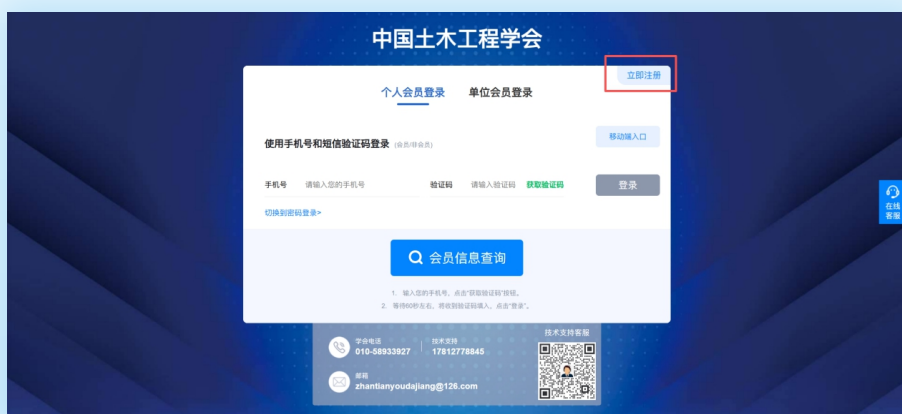 中国土木工程学会
立即注册
个人会员登录 单位会员登录
使用手机号和短信验证码登录 (会员/非会员)
移动端入口
手机号 请输入您的手机号 验证码 请输入验证码 获取验证码 登录
切换到密码登录>
在线
客服
会员信息查询
1. 输入您的手机号，点击"获取验证码"按钮。
2. 等待60秒左右，将收到验证码填入，点击"登录"。
技术支持客服
学会电话 技术支持
010-58933927 17812778845
邮箱
zhantianyoudajiang@126.com